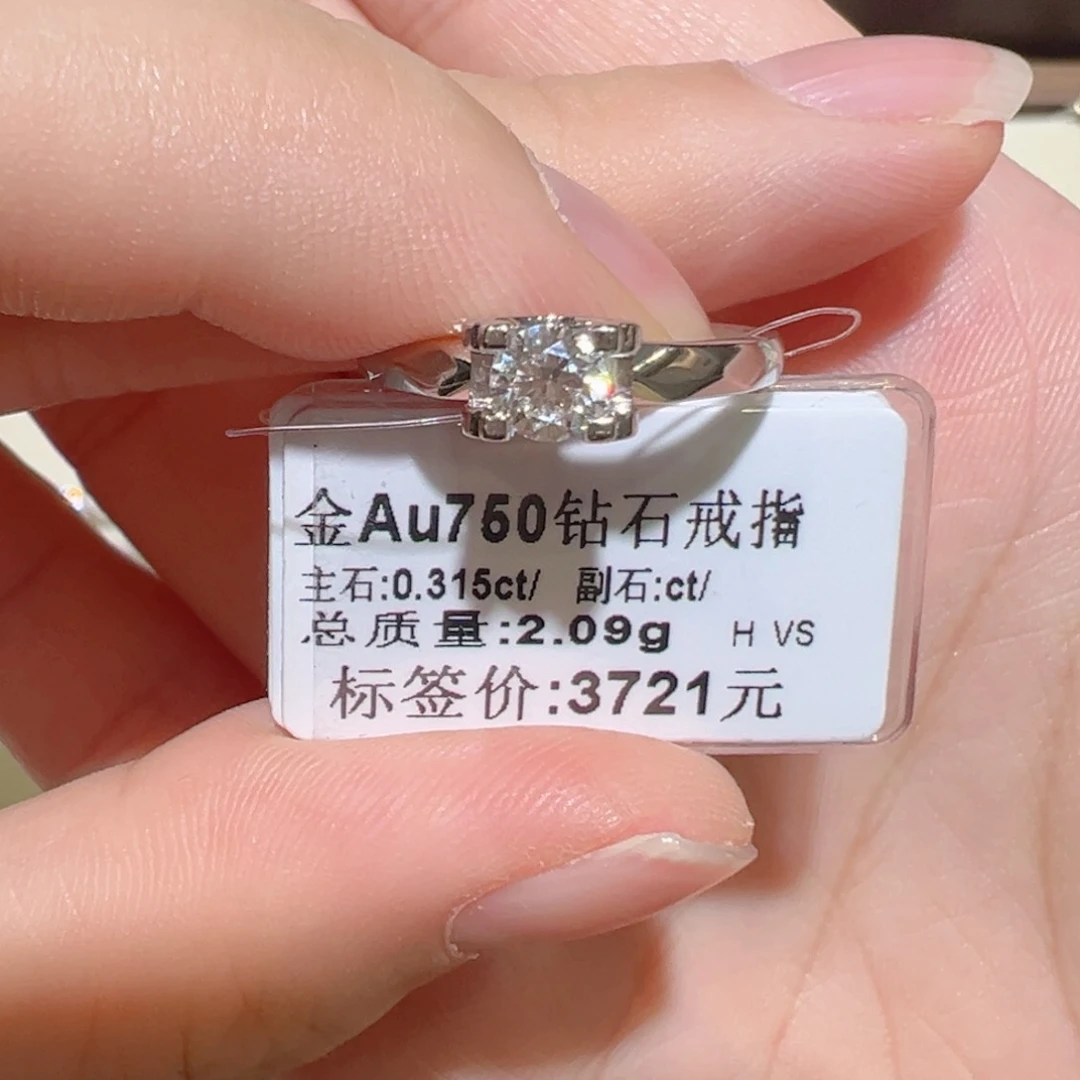 金Au750钻石戒指
主石:0.315ct/ 副石:ct/
总质量:2.09g H VS
标签价:3721元